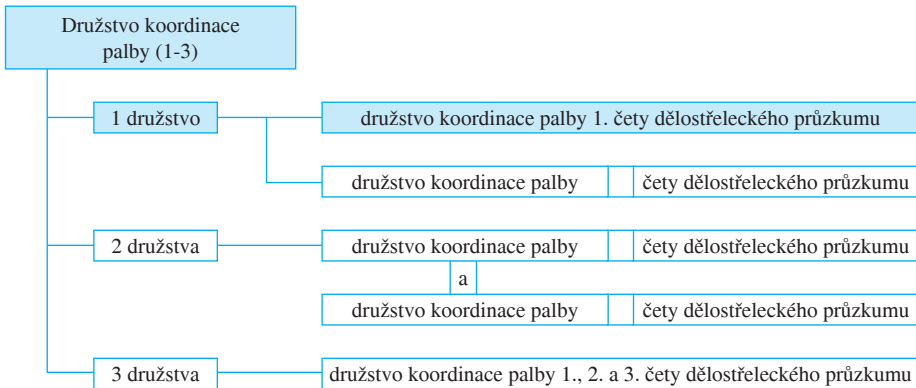 Družstvo koordinace
palby (1-3)
1 družstvo
družstvo koordinace palby 1. čety dělostřeleckého průzkumu
družstvo koordinace palby čety dělostřeleckého průzkumu
2 družstva
družstvo koordinace palby čety dělostřeleckého průzkumu
a
družstvo koordinace palby čety dělostřeleckého průzkumu
3 družstva
družstvo koordinace palby 1., 2. a 3. čety dělostřeleckého průzkumu